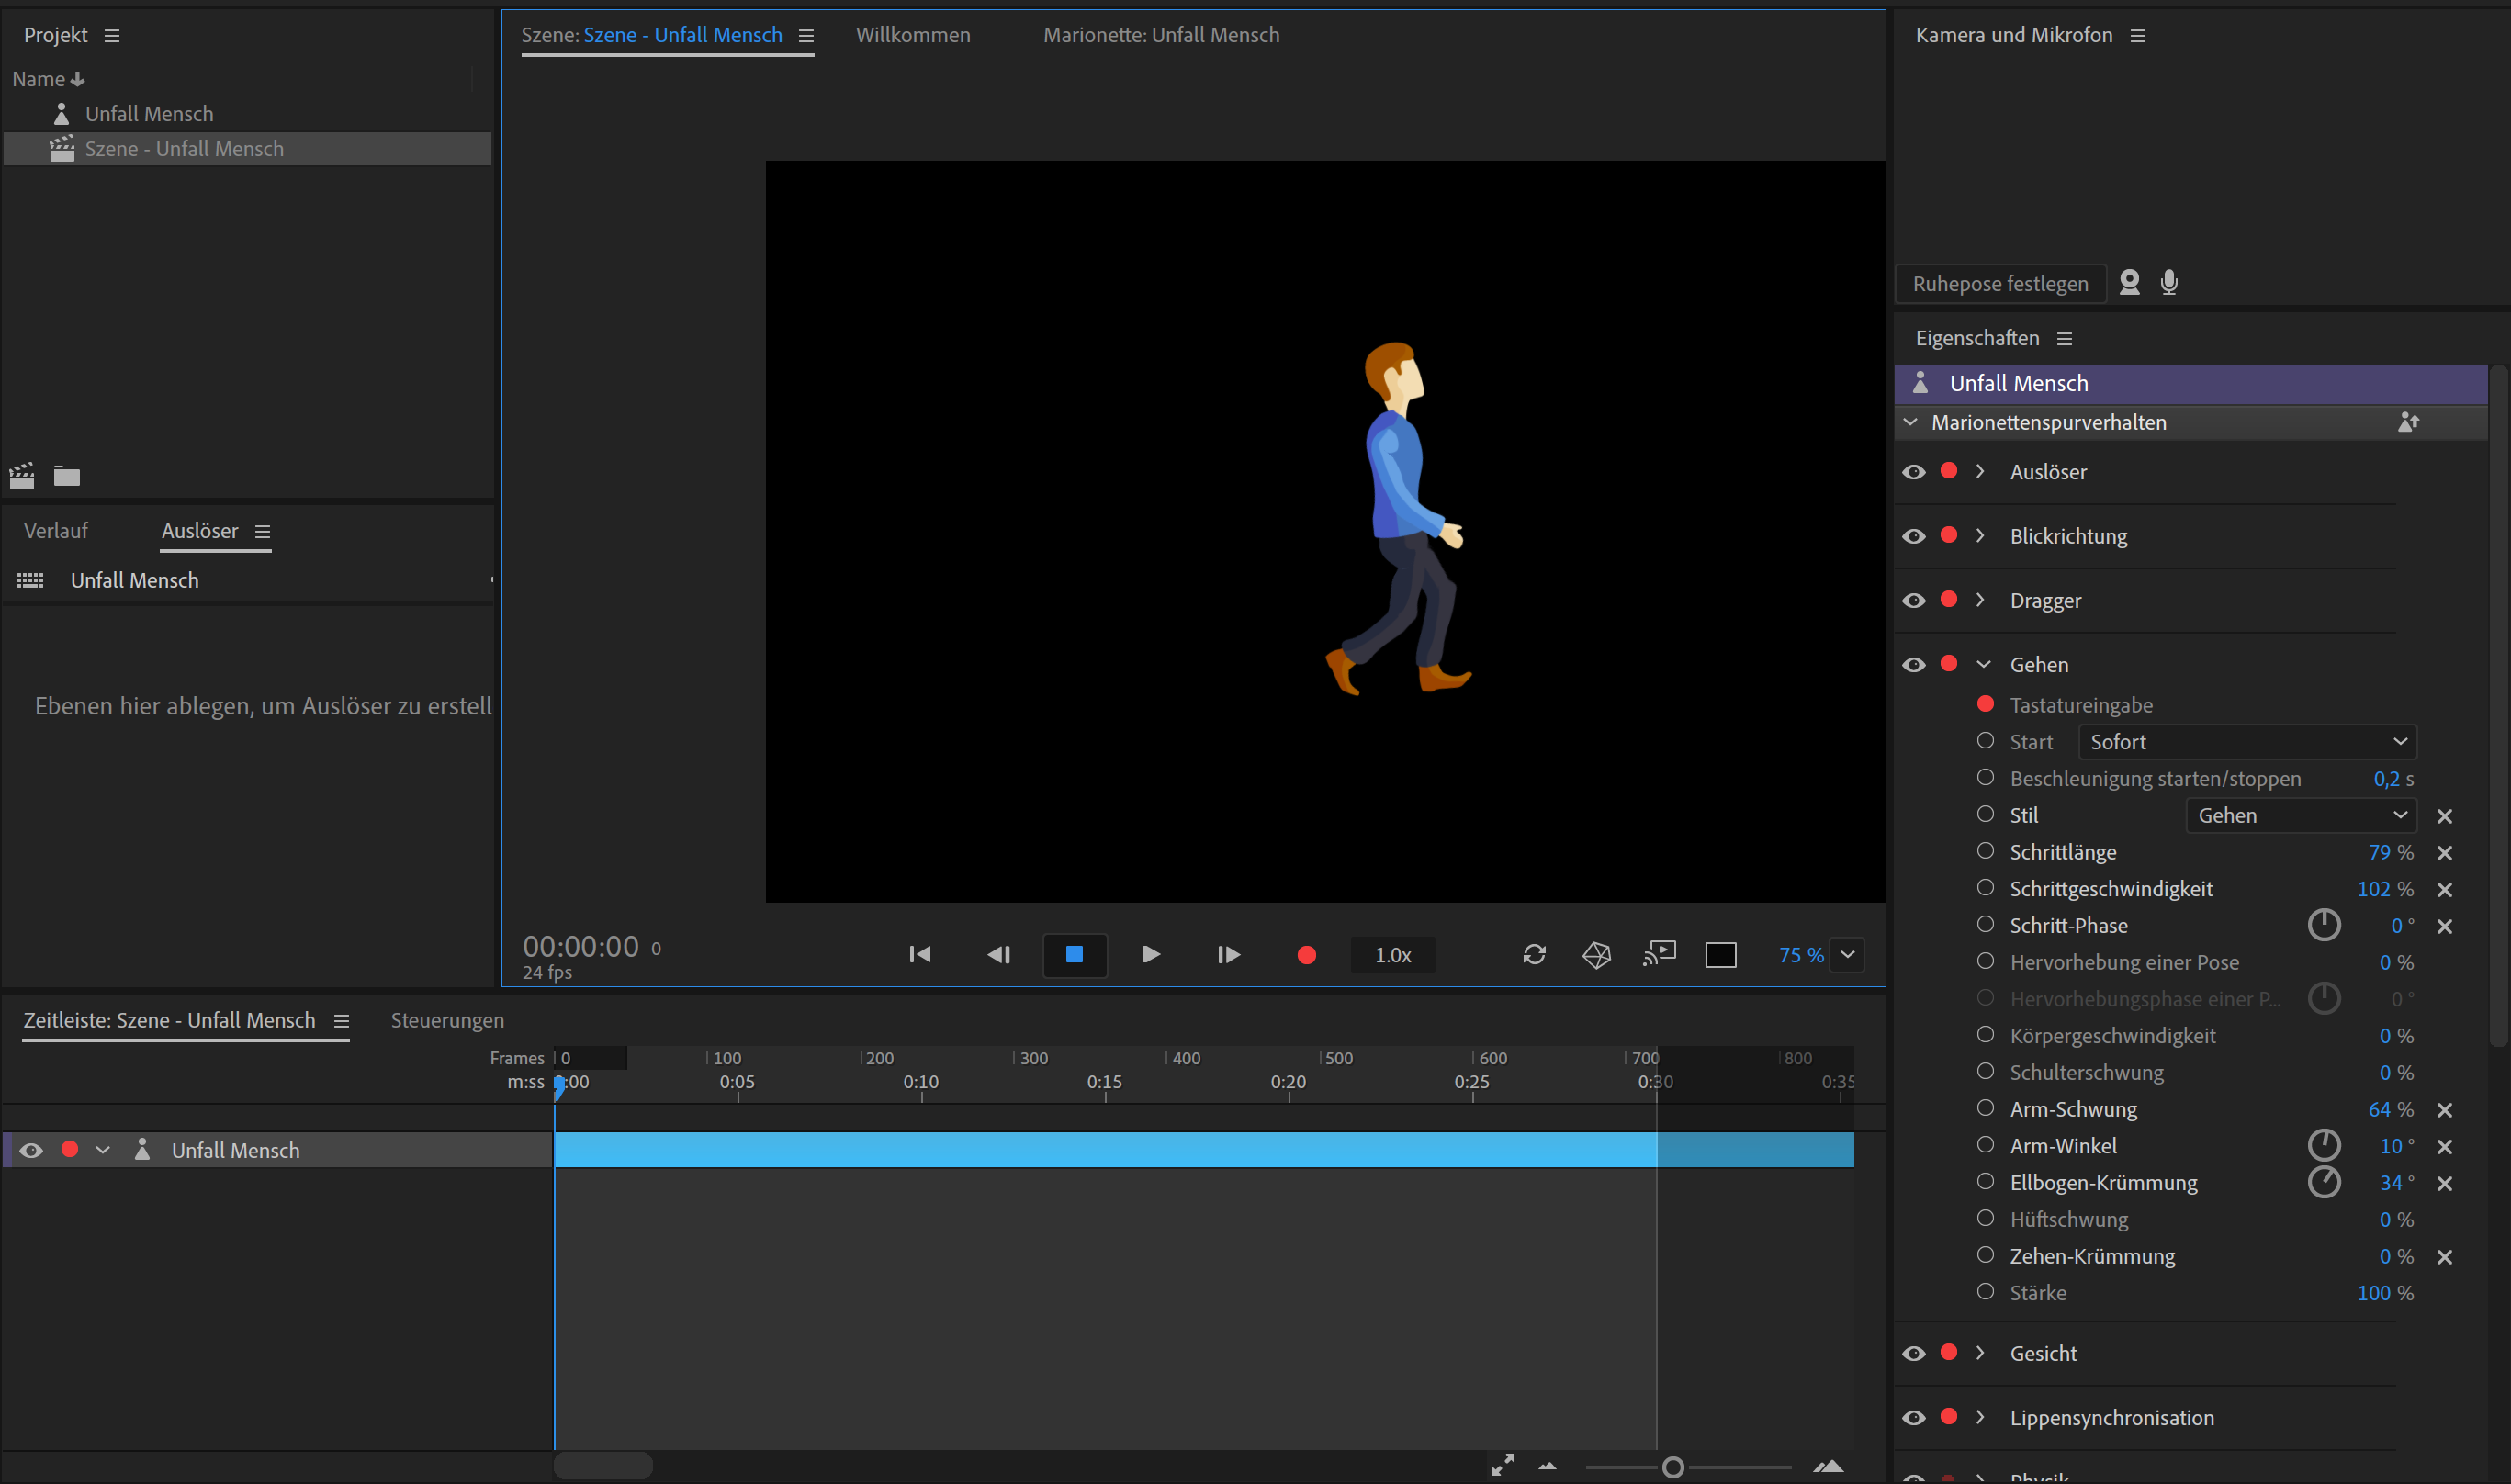 Projekt
Name
Unfall Mensch
Szene - Unfall Mensch
Verlauf
Auslöser
Unfall Mensch
Ebenen hier ablegen, um Auslöser zu erstell
Szene: Szene - Unfall Mensch
Willkommen
Marionette: Unfall Mensch
00:00:00 0
24 fps
1.0x
75 %
Kamera und Mikrofon
Ruhepose festlegen
Eigenschaften
Unfall Mensch
Marionettenspurverhalten
Auslöser
Blickrichtung
Dragger
Gehen
Tastatureingabe
Start Sofort
Beschleunigung starten/stoppen 0,2 s
Stil Gehen
Schrittlänge 79 %
Schrittgeschwindigkeit 102 %
Schritt-Phase 0 °
Hervorhebung einer Pose 0 %
Hervorhebungsphase einer P... 0 °
Körpergeschwindigkeit 0 %
Schulterschwung 0 %
Arm-Schwung 64 %
Arm-Winkel 10 °
Ellbogen-Krümmung 34 °
Hüftschwung 0 %
Zehen-Krümmung 0 %
Stärke 100 %
Gesicht
Lippensynchronisation
Physik
Zeitleiste: Szene - Unfall Mensch
Steuerungen
Frames 0 100 200 300 400 500 600 700 800
m:ss 0:00 0:05 0:10 0:15 0:20 0:25 0:30 0:35
Unfall Mensch